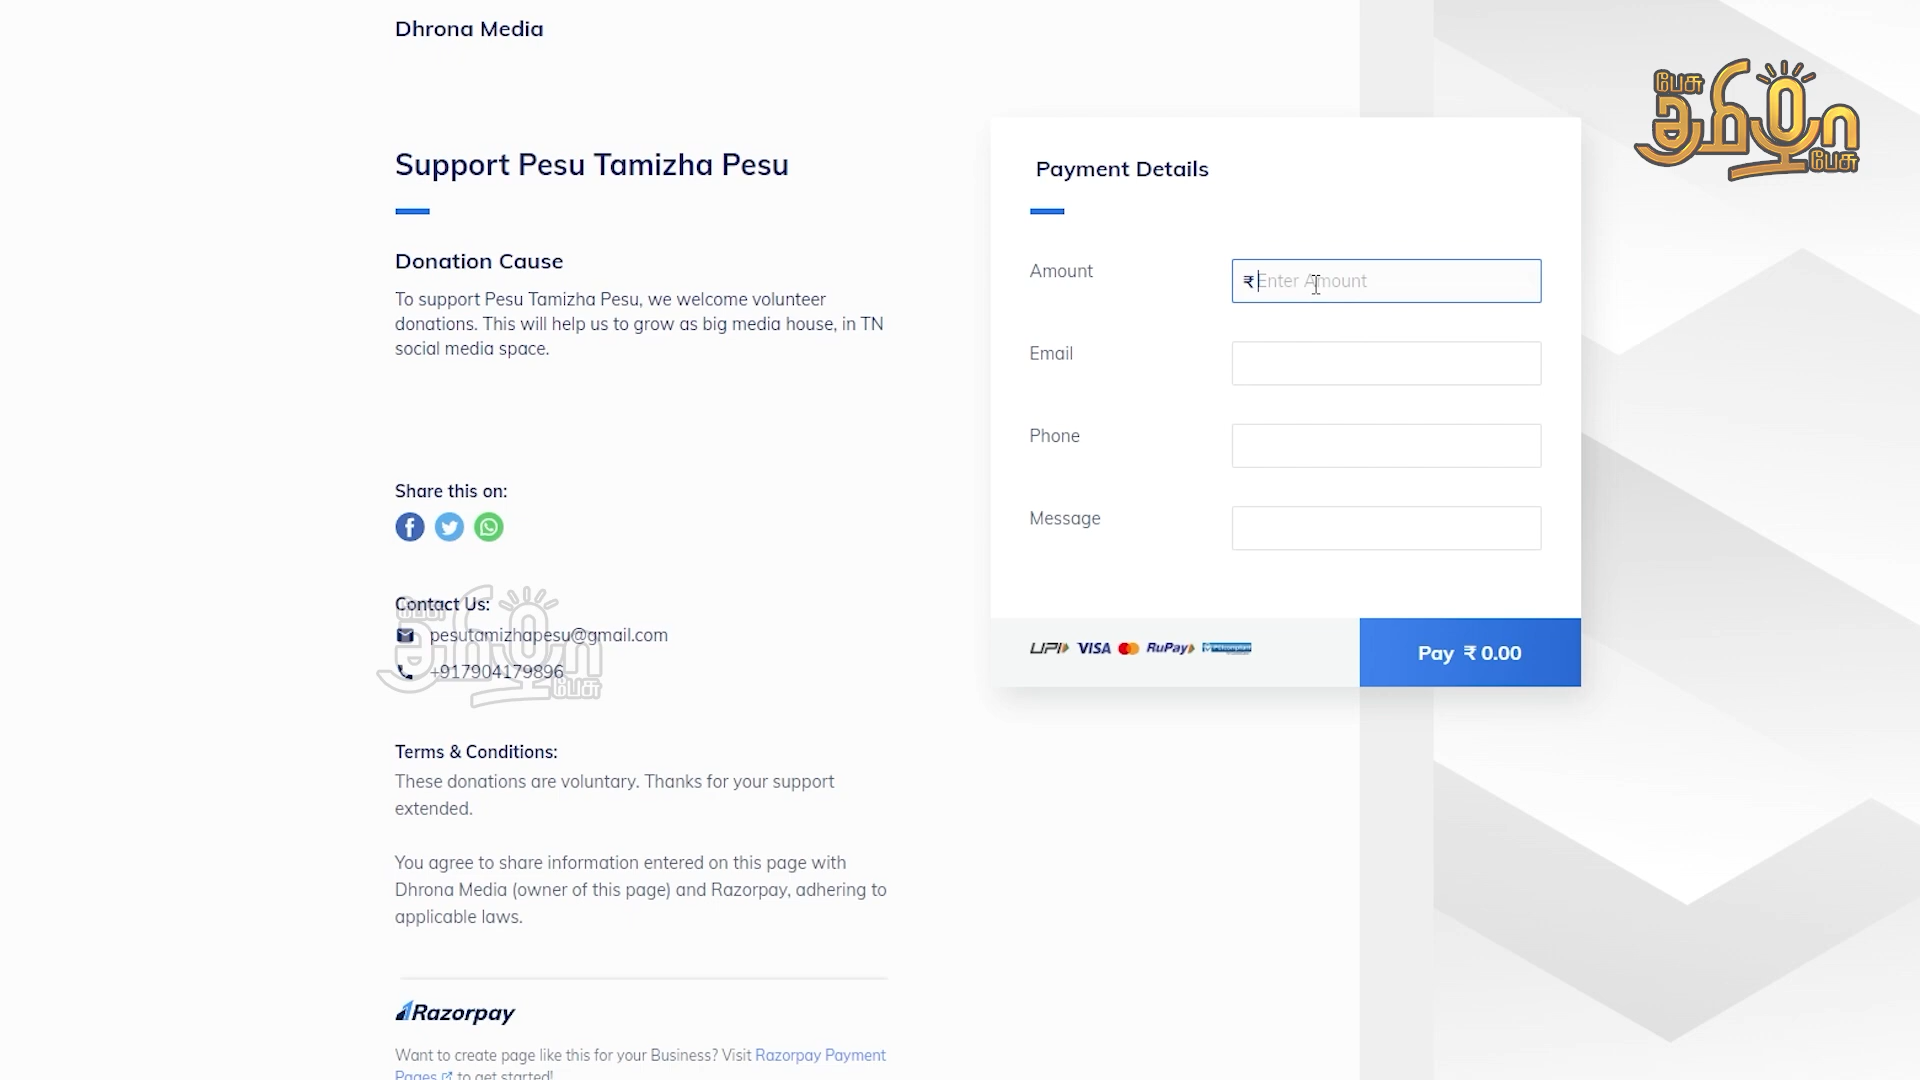 Dhrona Media
பேசு
தமிழா
பேசு
Support Pesu Tamizha Pesu
Donation Cause
To support Pesu Tamizha Pesu, we welcome volunteer
donations. This will help us to grow as big media house, in TN
social media space.
Share this on:
Contact Us:
pesutamizhapesu@gmail.com
+917904179896
பேசு
தமிழா
பேசு
Terms & Conditions:
These donations are voluntary. Thanks for your support
extended.
You agree to share information entered on this page with
Dhrona Media (owner of this page) and Razorpay, adhering to
applicable laws.
Razorpay
Want to create page like this for your Business? Visit Razorpay Payment
Pages to get started!
Payment Details
Amount
₹ Enter Amount
Email
Phone
Message
UPI VISA RuPay
Pay ₹ 0.00